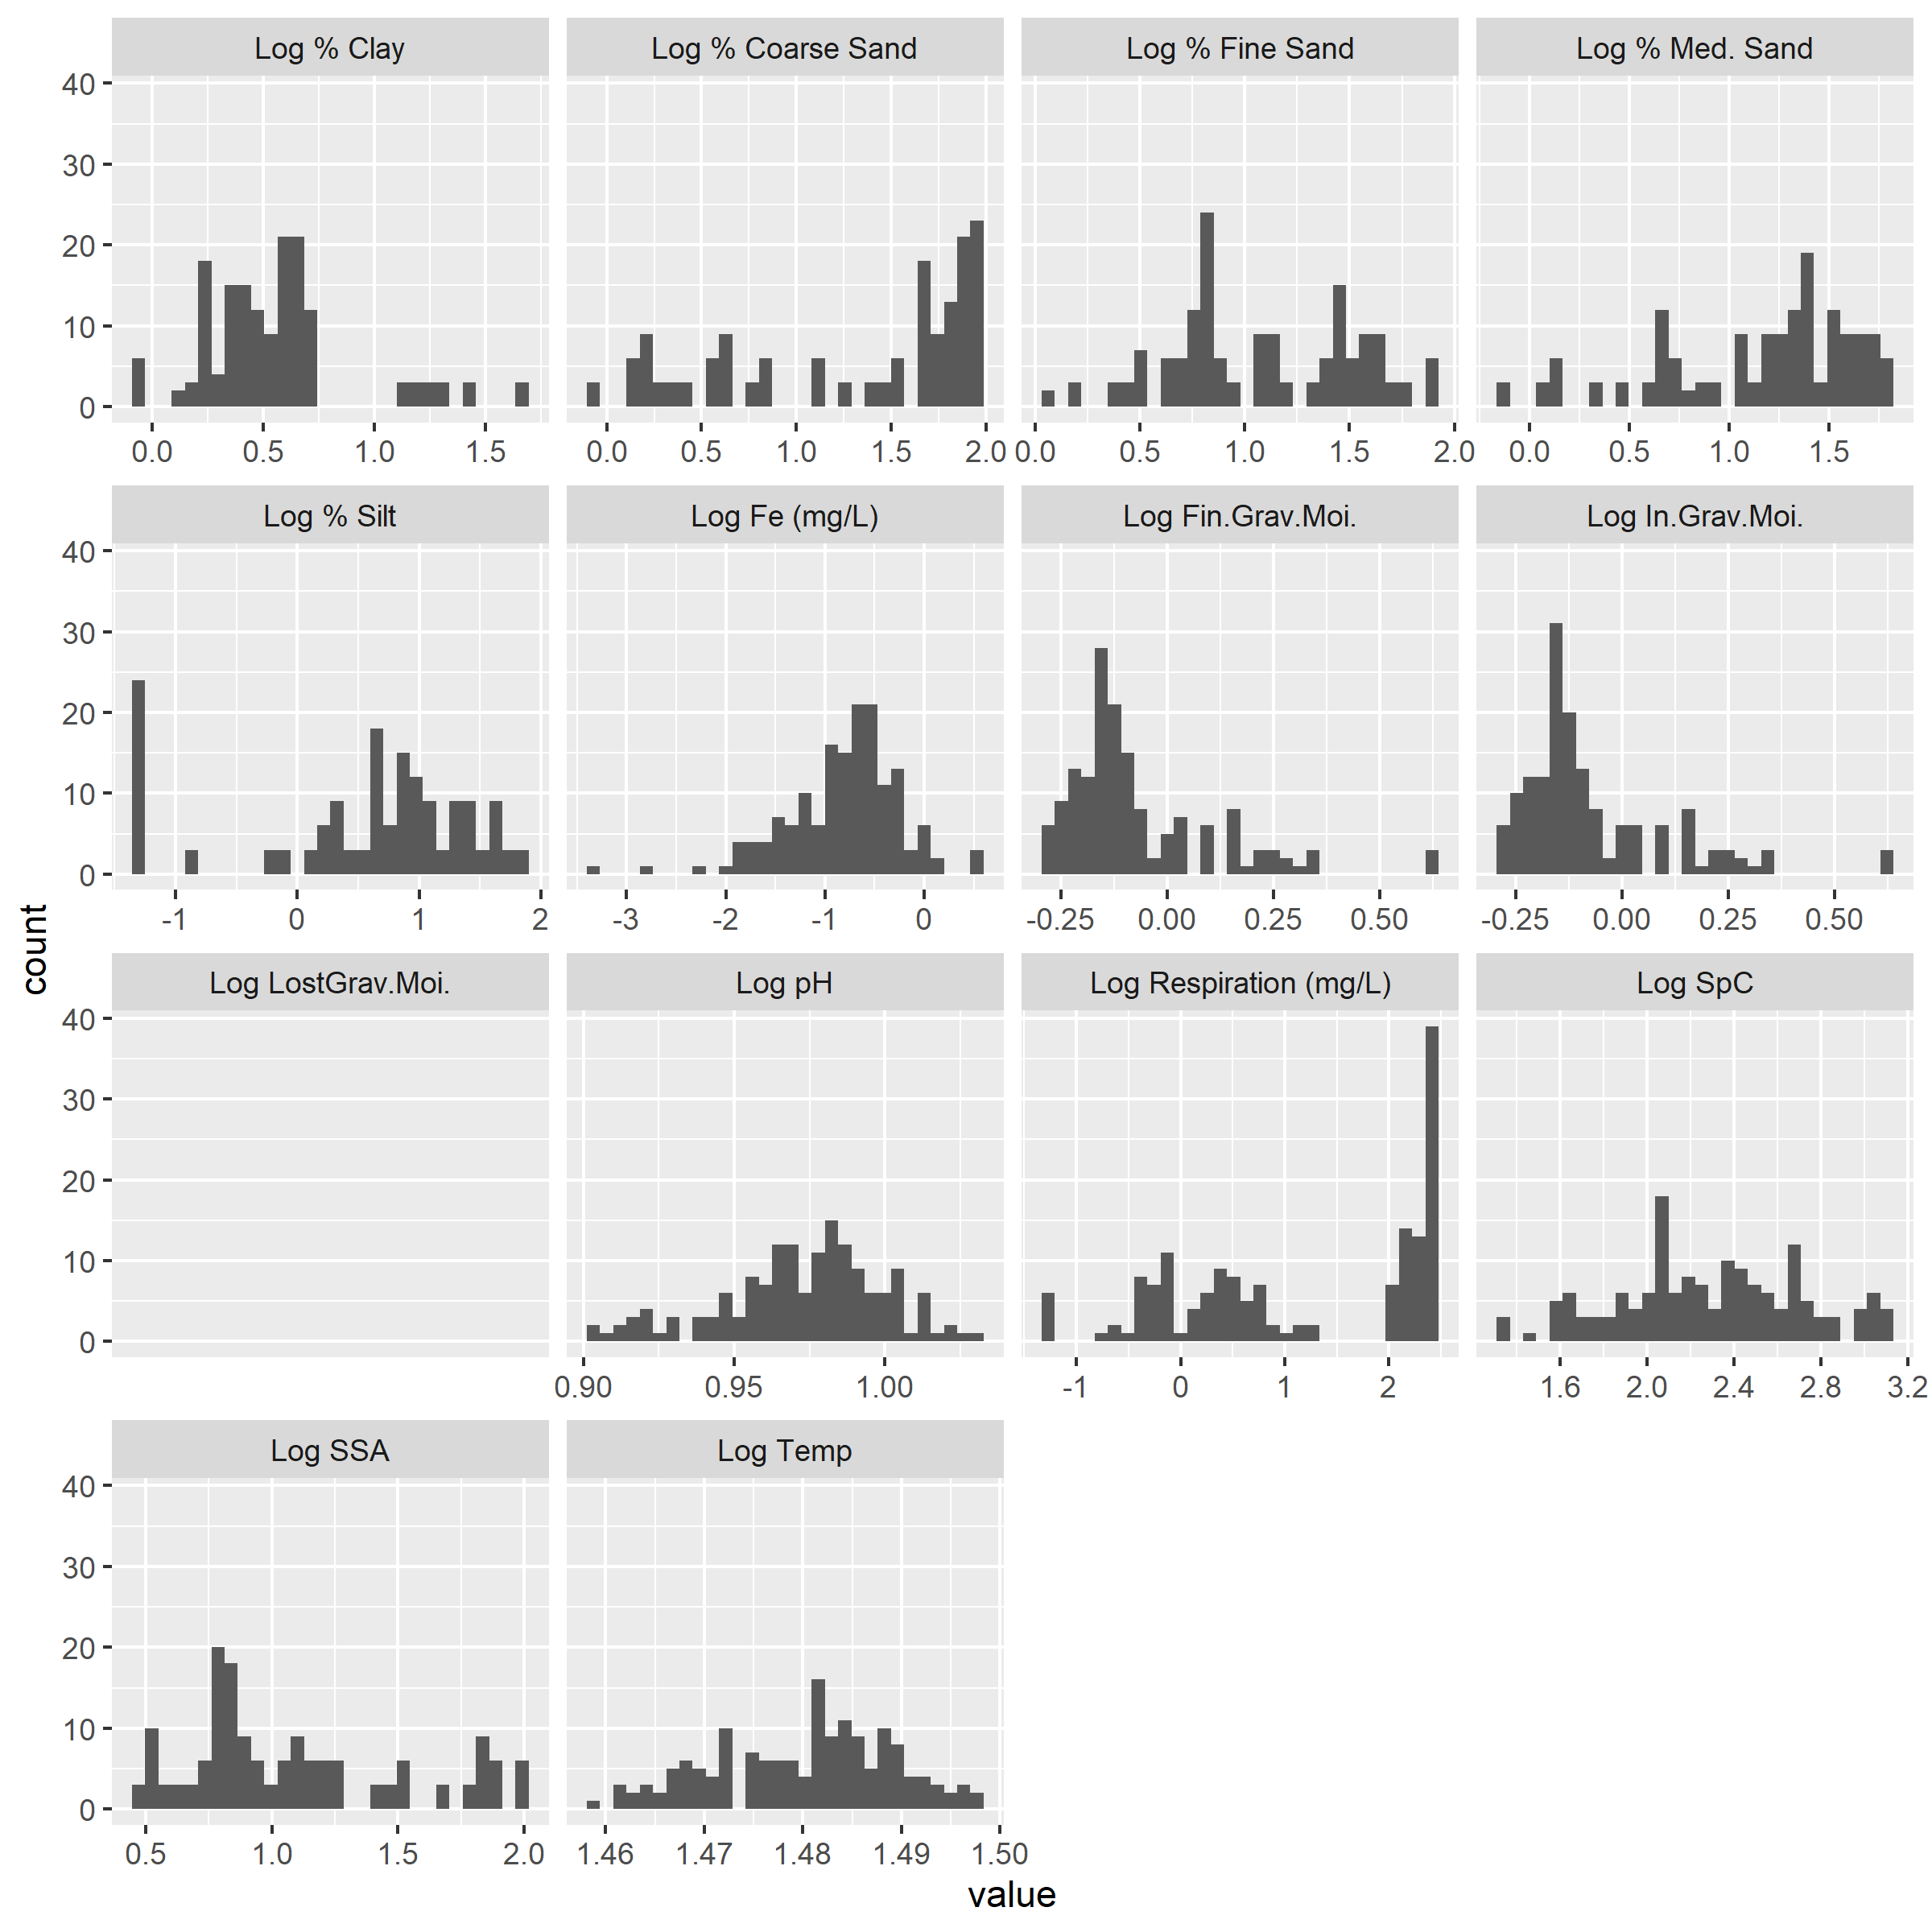 Log % Clay Log % Coarse Sand Log % Fine Sand Log % Med. Sand
40
30
20
10
0
0.0 0.5 1.0 1.5 0.0 0.5 1.0 1.5 2.0 0.0 0.5 1.0 1.5 2.0 0.0 0.5 1.0 1.5
Log % Silt Log Fe (mg/L) Log Fin.Grav.Moi. Log In.Grav.Moi.
40
30
20
10
0
-1 0 1 2 -3 -2 -1 0 -0.25 0.00 0.25 0.50 -0.25 0.00 0.25 0.50
count
Log LostGrav.Moi. Log pH Log Respiration (mg/L) Log SpC
40
30
20
10
0
0.90 0.95 1.00 -1 0 1 2 1.6 2.0 2.4 2.8 3.2
Log SSA Log Temp
40
30
20
10
0
0.5 1.0 1.5 2.0 1.46 1.47 1.48 1.49 1.50
value